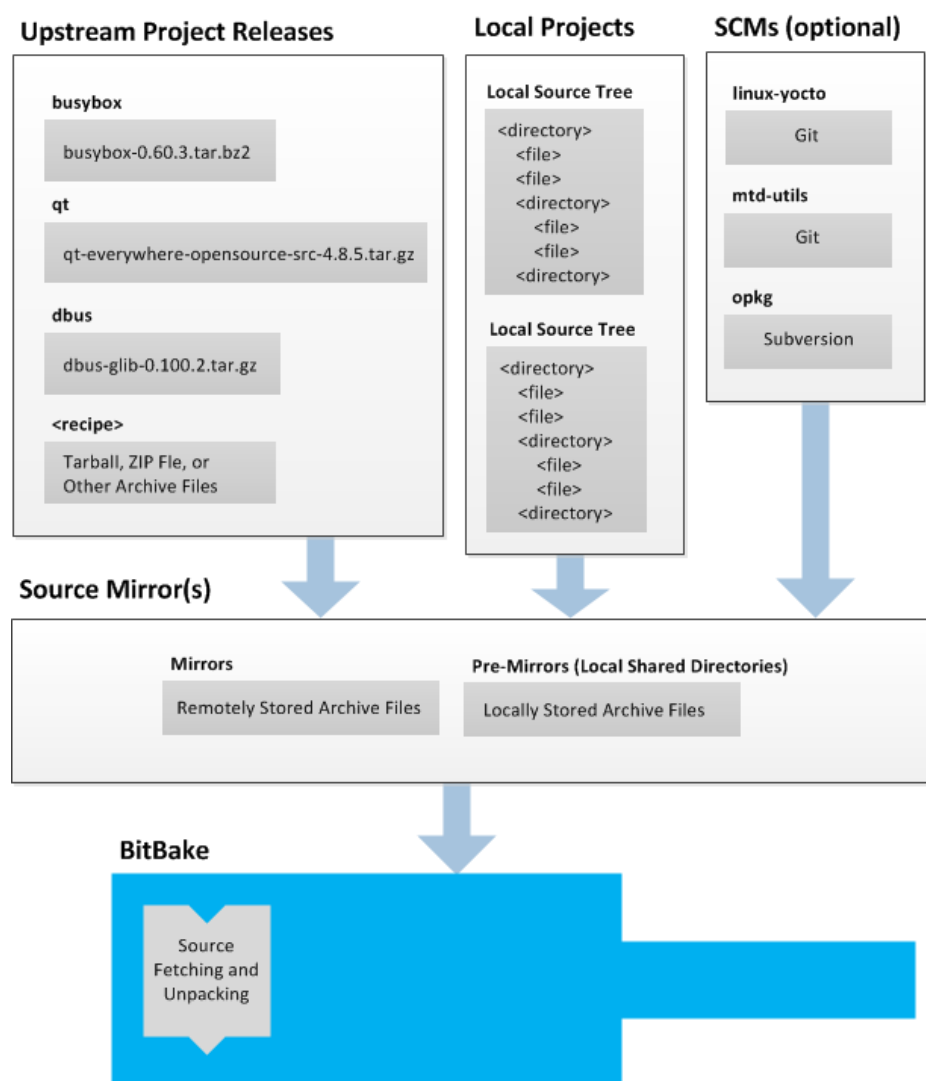 Upstream Project Releases
busybox
busybox-0.60.3.tar.bz2
qt
qt-everywhere-opensource-src-4.8.5.tar.gz
dbus
dbus-glib-0.100.2.tar.gz
<recipe>
Tarball, ZIP Fle, or
Other Archive Files
Local Projects
Local Source Tree
<directory>
<file>
<file>
<directory>
<file>
<file>
<directory>
Local Source Tree
<directory>
<file>
<file>
<directory>
<file>
<file>
<directory>
SCMs (optional)
linux-yocto
Git
mtd-utils
Git
opkg
Subversion
Source Mirror(s)
Mirrors
Remotely Stored Archive Files
Pre-Mirrors (Local Shared Directories)
Locally Stored Archive Files
BitBake
Source
Fetching and
Unpacking